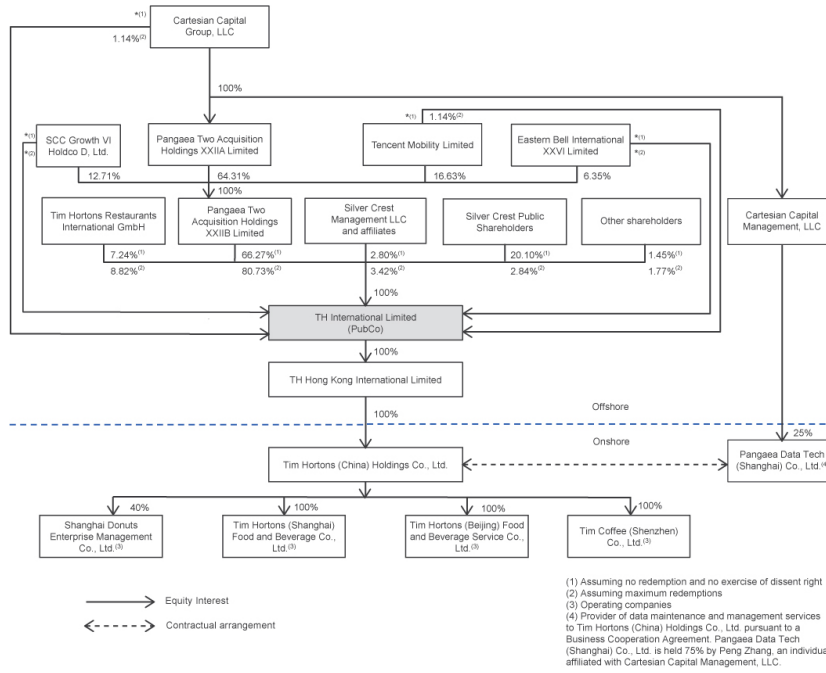 *(1)
Cartesian Capital
Group, LLC
1.14%(2)
100%
*(1)
1.14%(2)
*(1)
*(2)
SCC Growth VI
Holdco D, Ltd.
Pangaea Two Acquisition
Holdings XXIIA Limited
Tencent Mobility Limited
Eastern Bell International
XXVI Limited
*(1)
*(2)
12.71%
64.31%
16.63%
6.35%
100%
Tim Hortons Restaurants
International GmbH
Pangaea Two
Acquisition Holdings
XXIIB Limited
Silver Crest
Management LLC
and affiliates
Silver Crest Public
Shareholders
Other shareholders
Cartesian Capital
Management, LLC
7.24%(1)
66.27%(1)
2.80%(1)
20.10%(1)
1.45%(1)
8.82%(2)
80.73%(2)
3.42%(2)
2.84%(2)
1.77%(2)
100%
TH International Limited
(PubCo)
100%
TH Hong Kong International Limited
100%
Offshore
Onshore
25%
Tim Hortons (China) Holdings Co., Ltd.
Pangaea Data Tech
(Shanghai) Co., Ltd.(4)
40%
100%
100%
100%
Shanghai Donuts
Enterprise Management
Co., Ltd.(3)
Tim Hortons (Shanghai)
Food and Beverage Co.,
Ltd.(3)
Tim Hortons (Beijing) Food
and Beverage Service Co.,
Ltd.(3)
Tim Coffee (Shenzhen)
Co., Ltd.(3)
Equity Interest
Contractual arrangement
(1) Assuming no redemption and no exercise of dissent right
(2) Assuming maximum redemptions
(3) Operating companies
(4) Provider of data maintenance and management services
to Tim Hortons (China) Holdings Co., Ltd. pursuant to a
Business Cooperation Agreement. Pangaea Data Tech
(Shanghai) Co., Ltd. is held 75% by Peng Zhang, an individua
affiliated with Cartesian Capital Management, LLC.